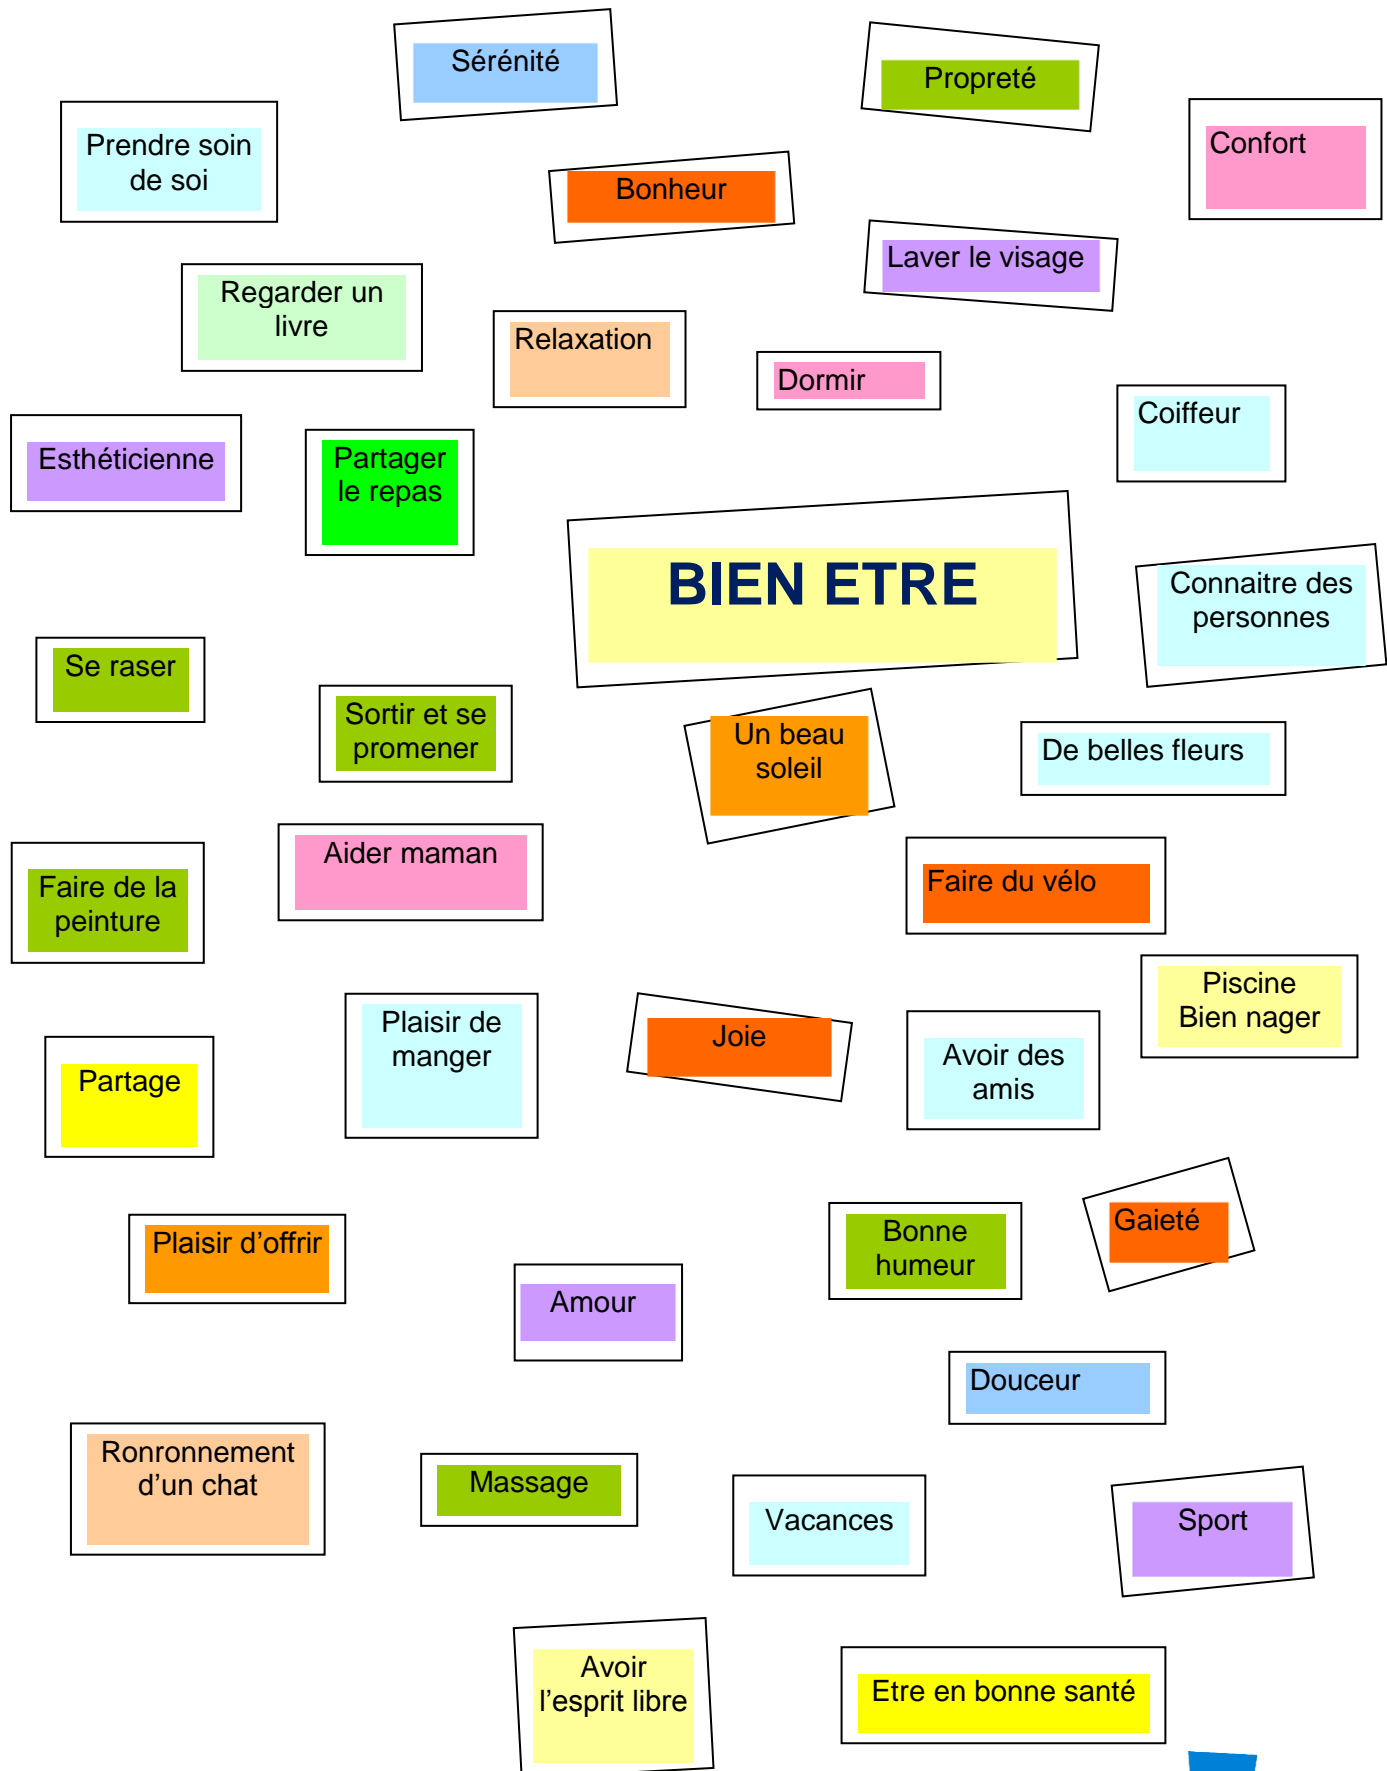 Sérénité
Propreté
Prendre soin
de soi
Confort
Bonheur
Laver le visage
Regarder un
livre
Relaxation
Dormir
Coiffeur
Esthéticienne
Partager
le repas
BIEN ETRE
Connaitre des
personnes
Se raser
Sortir et se
promener
Un beau
soleil
De belles fleurs
Aider maman
Faire de la
peinture
Faire du vélo
Piscine
Bien nager
Plaisir de
manger
Joie
Avoir des
amis
Partage
Plaisir d’offrir
Bonne
humeur
Gaieté
Amour
Douceur
Ronronnement
d’un chat
Massage
Vacances
Sport
Avoir
l’esprit libre
Etre en bonne santé